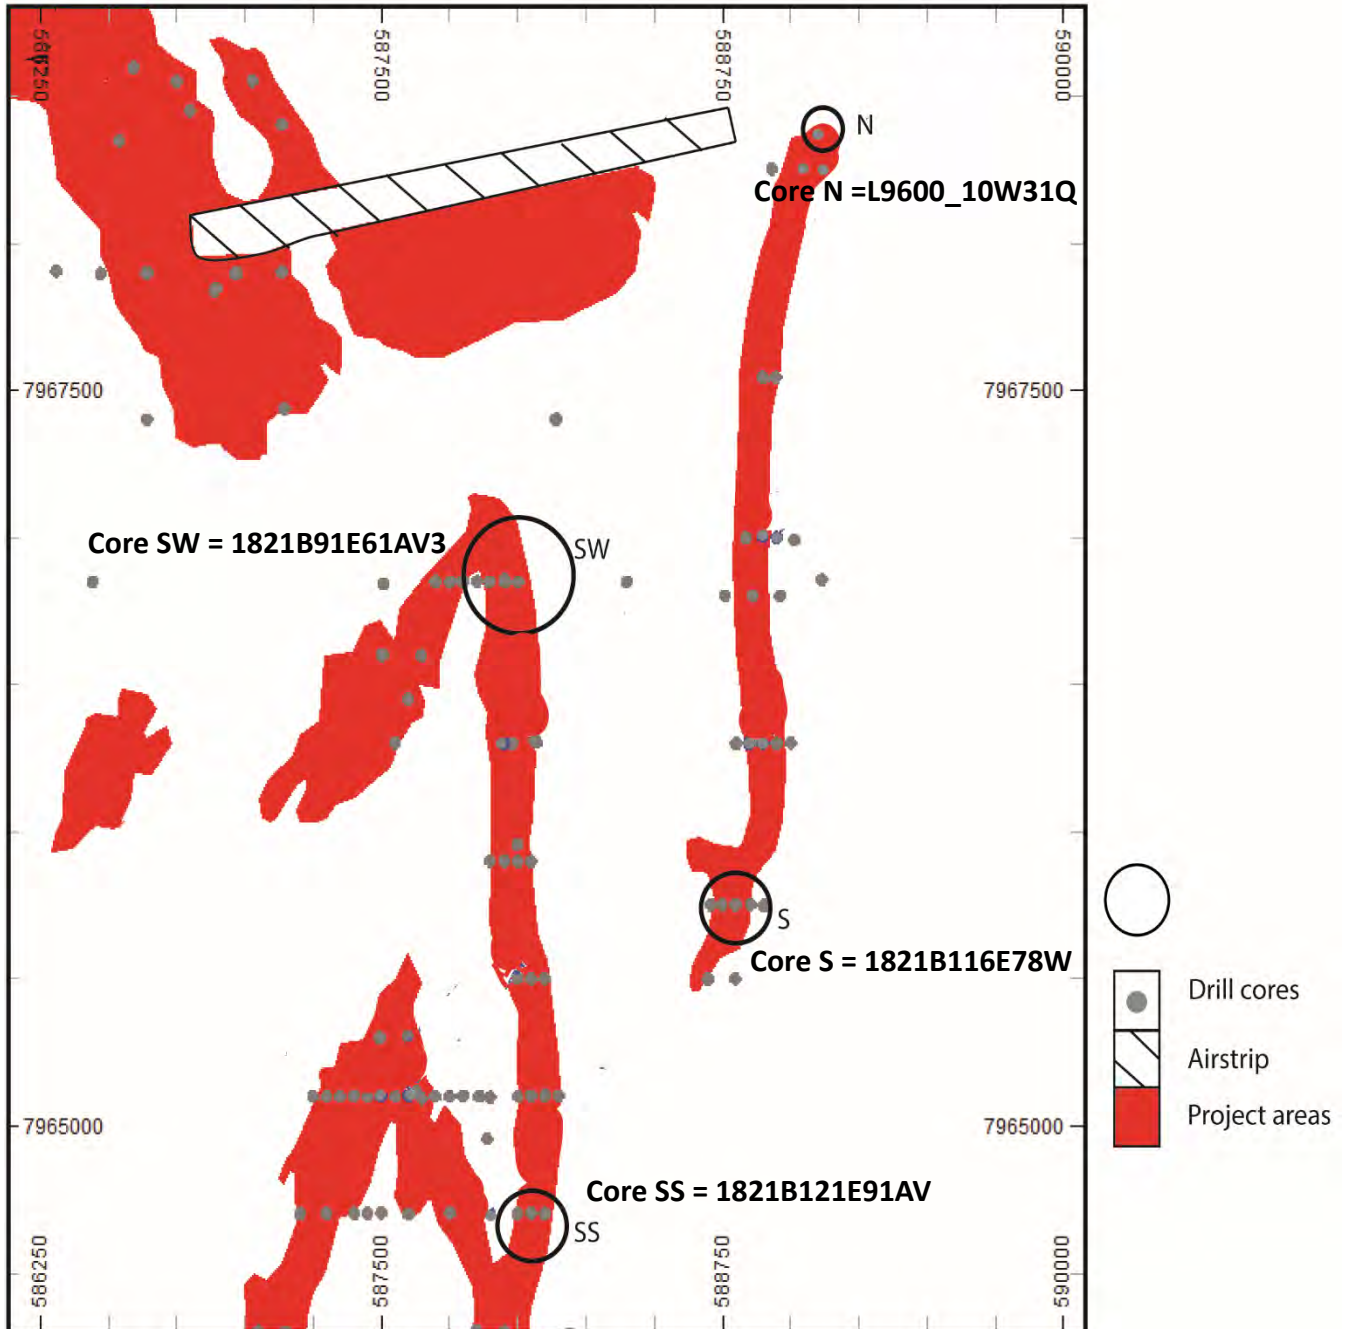 586250
587500
588750
590000
N
Core N =L9600_10W31Q
7967500
7967500
Core SW = 1821B91E61AV3
SW
S
Core S = 1821B116E78W
Drill cores
Airstrip
Project areas
7965000
7965000
Core SS = 1821B121E91AV
SS
586250
587500
588750
590000